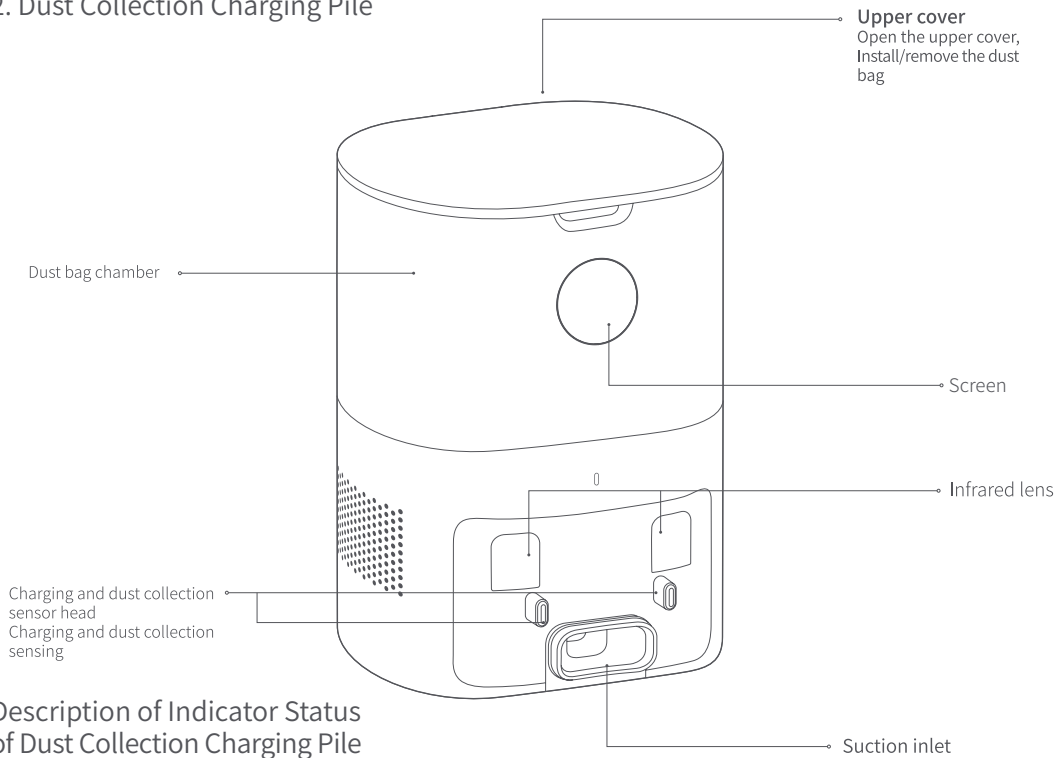 2. Dust Collection Charging Pile
Upper cover
Open the upper cover,
Install/remove the dust
bag
Dust bag chamber
Screen
Infrared lens
Charging and dust collection
sensor head
Charging and dust collection
sensing
Description of Indicator Status
of Dust Collection Charging Pile
Suction inlet